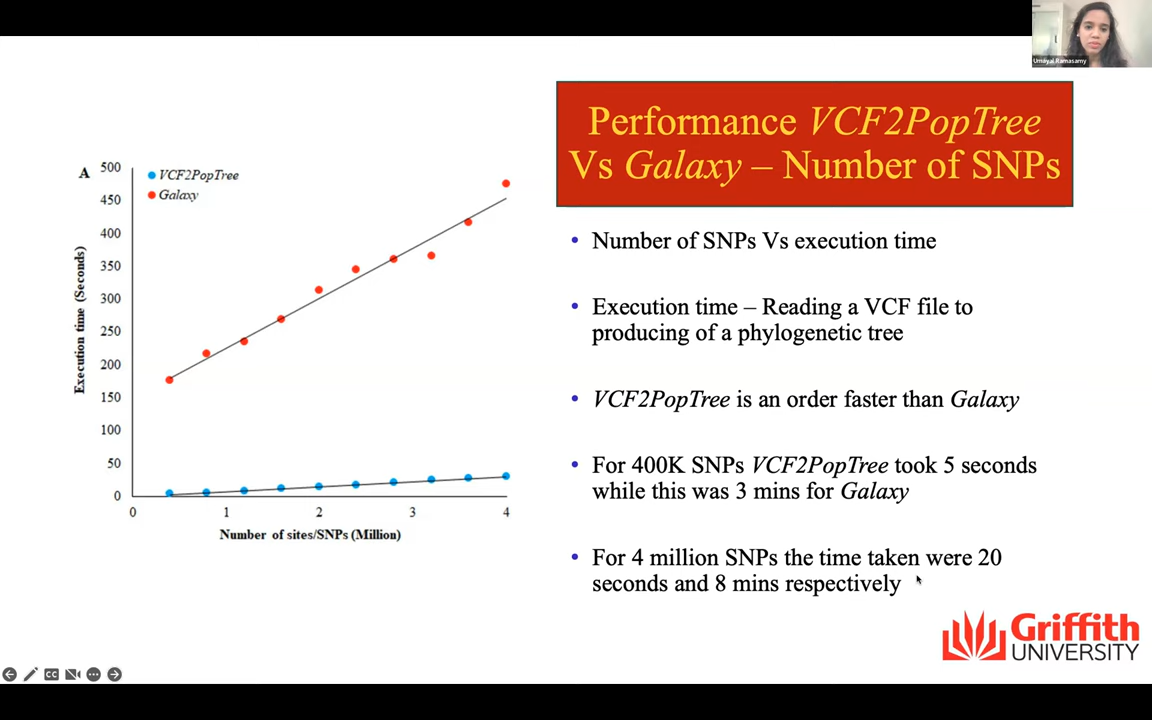 Umayal Ramasamy
Performance VCF2PopTree
Vs Galaxy – Number of SNPs
A
VCF2PopTree
Galaxy
500
450
400
350
300
250
200
150
100
50
0
Execution time (Seconds)
0 1 2 3 4
Number of sites/SNPs (Million)
• Number of SNPs Vs execution time
• Execution time – Reading a VCF file to
producing of a phylogenetic tree
• VCF2PopTree is an order faster than Galaxy
• For 400K SNPs VCF2PopTree took 5 seconds
while this was 3 mins for Galaxy
• For 4 million SNPs the time taken were 20
seconds and 8 mins respectively
Griffith
UNIVERSITY
CC